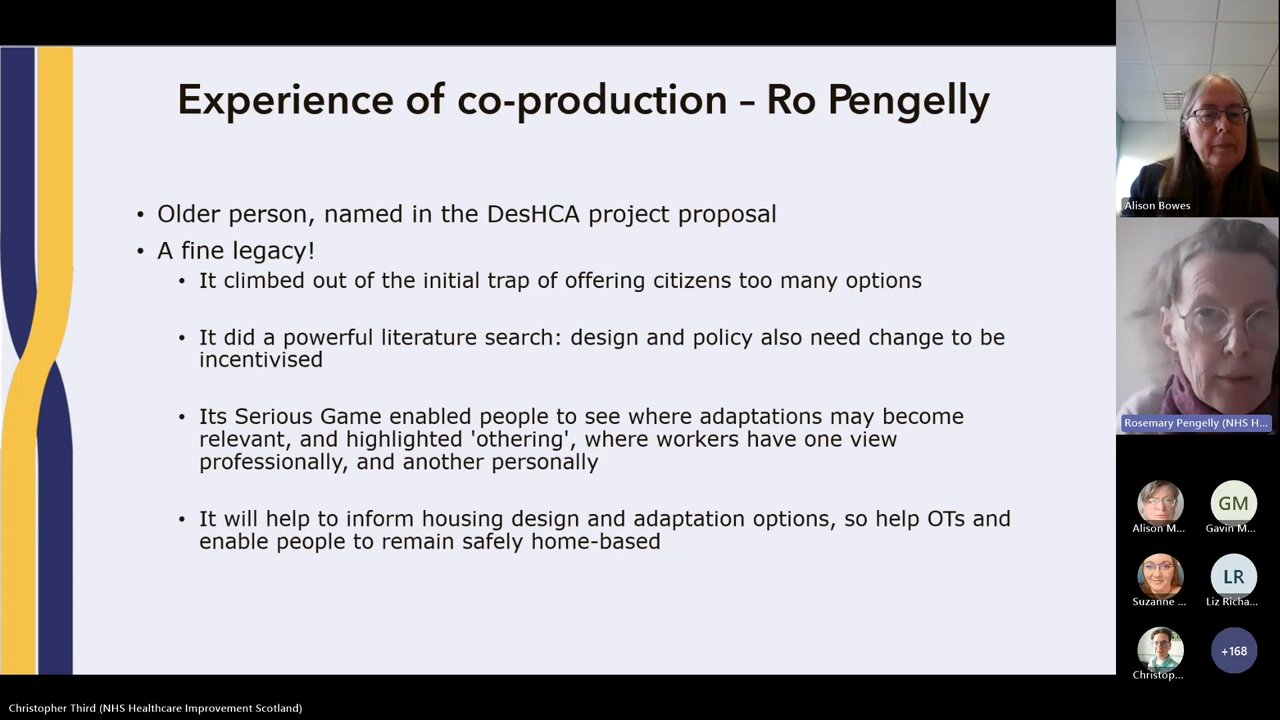 Experience of co-production – Ro Pengelly
• Older person, named in the DesHCA project proposal
• A fine legacy!
• It climbed out of the initial trap of offering citizens too many options
• It did a powerful literature search: design and policy also need change to be
incentivised
• Its Serious Game enabled people to see where adaptations may become
relevant, and highlighted 'othering', where workers have one view
professionally, and another personally
• It will help to inform housing design and adaptation options, so help OTs and
enable people to remain safely home-based
Alison Bowes
Rosemary Pengelly (NHS H...
Alison M...
GM
Gavin M...
Suzanne ...
LR
Liz Richa...
Christop...
+168
Christopher Third (NHS Healthcare Improvement Scotland)